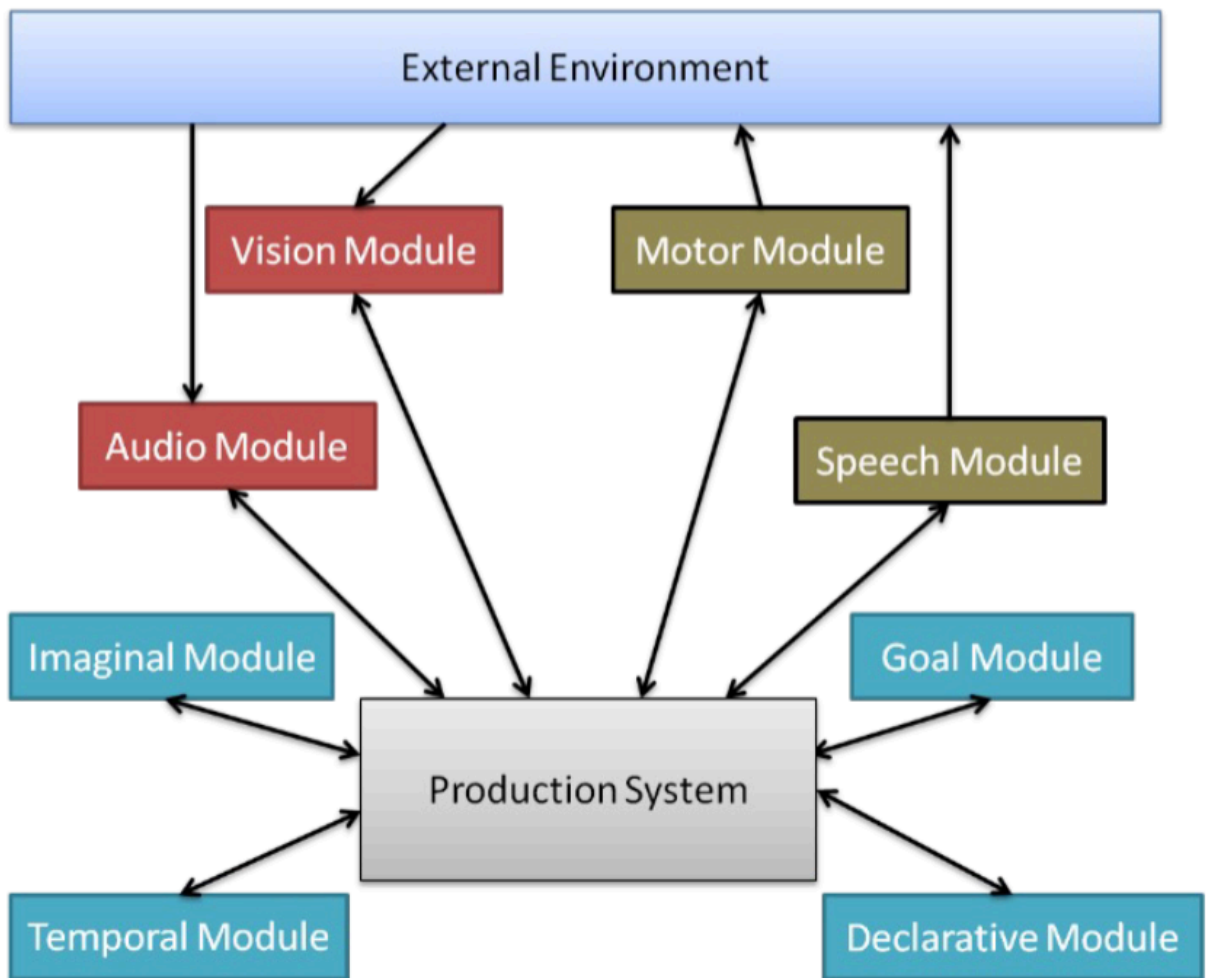 External Environment
Vision Module
Motor Module
Audio Module
Speech Module
Imaginal Module
Goal Module
Production System
Temporal Module
Declarative Module